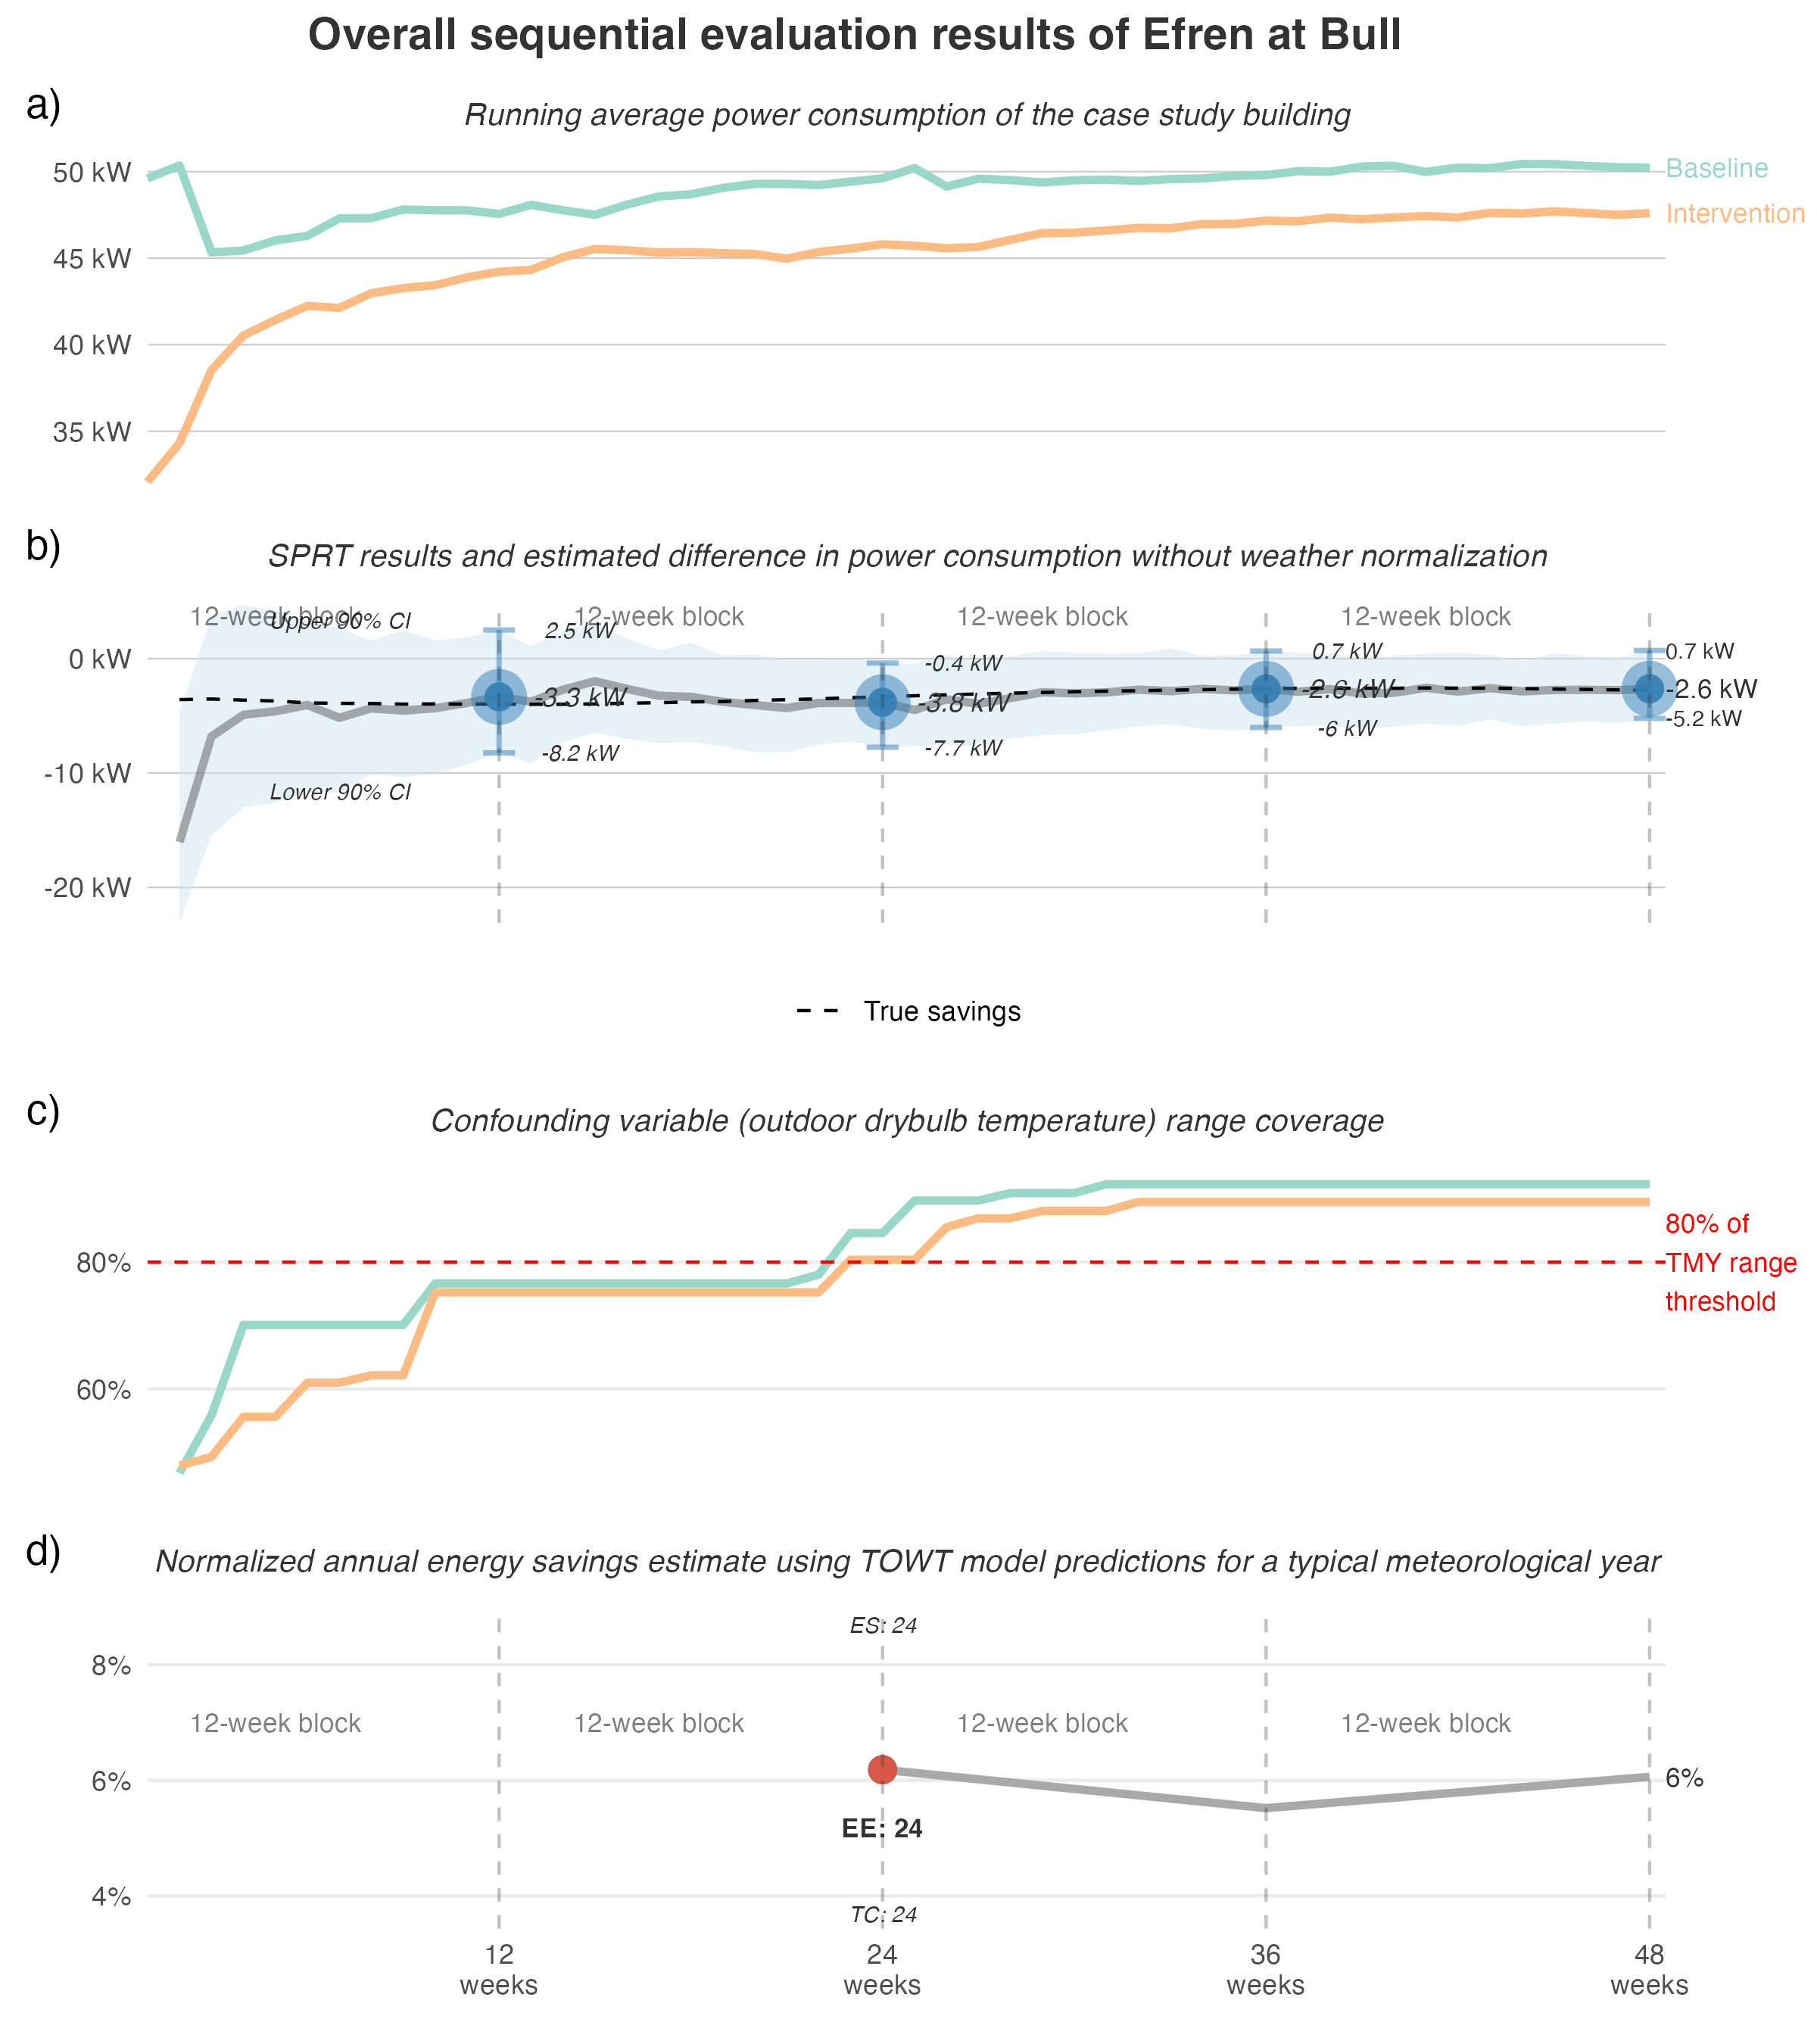 Overall sequential evaluation results of Efren at Bull
a)
Running average power consumption of the case study building
50 kW
45 kW
40 kW
35 kW
Baseline
Intervention
b)
SPRT results and estimated difference in power consumption without weather normalization
12-week block
12-week block
12-week block
12-week block
Upper 90% CI
Lower 90% CI
0 kW
-10 kW
-20 kW
2.5 kW
-3.3 kW
-8.2 kW
-0.4 kW
-3.8 kW
-7.7 kW
0.7 kW
-2.6 kW
-6 kW
0.7 kW
-2.6 kW
-5.2 kW
True savings
c)
Confounding variable (outdoor drybulb temperature) range coverage
80%
60%
80% of
TMY range
threshold
d)
Normalized annual energy savings estimate using TOWT model predictions for a typical meteorological year
ES: 24
8%
12-week block
12-week block
12-week block
12-week block
6%
6%
EE: 24
4%
TC: 24
12
weeks
24
weeks
36
weeks
48
weeks